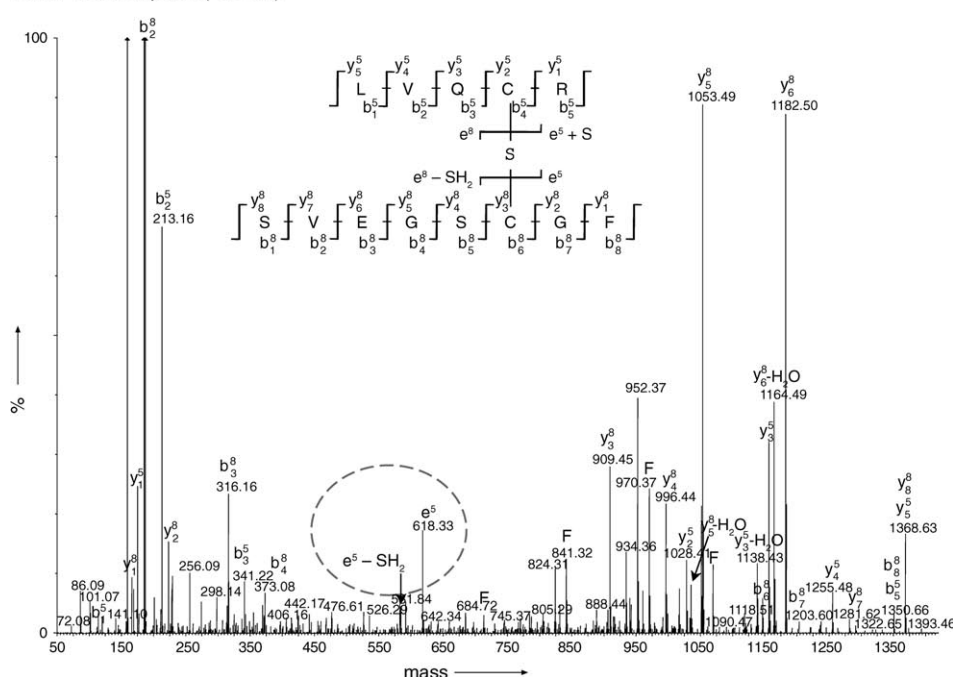 100
b₂⁸
y₅⁵ y₄⁵ y₃⁵ y₂⁵ y₁⁵
L V Q C R
b₁⁵ b₂⁵ b₃⁵ b₄⁵ b₅⁵
e⁸ e⁵ + S
S
e⁸ – SH₂ e⁵
y₈⁸ y₇⁸ y₆⁸ y₅⁸ y₄⁸ y₃⁸ y₂⁸ y₁⁸
S V E G S C G F
b₁⁸ b₂⁸ b₃⁸ b₄⁸ b₅⁸ b₆⁸ b₇⁸ b₈⁸
y₅⁸
1053.49
y₆⁸
1182.50
b₂⁵
213.16
y₆⁸-H₂O
1164.49
952.37
y₃⁵
y₃⁸
909.45
F
970.37
y₄⁸
996.44
b₃⁸
316.16
y₁⁵
y₂⁸
e⁵
618.33
e⁵ – SH₂
y₈⁸
y₅⁵
1368.63
y₅⁸-H₂O
y₂⁵
1028.41
y₃⁵-H₂O
1138.43
F
934.36
F
841.32
824.31
y₁⁸
b₃⁵
341.22
b₄⁸
373.08
256.09
86.09
101.07
298.14
b₁⁵
141.10
72.08
406.16
442.17
476.61
526.29
642.34
F
684.72
745.37
805.29
888.44
1090.47
b₆⁸
1118.51
b₇⁸
1203.60
y₄⁵
1255.48
y₇⁸
1281.62
1322.65
b₈⁸
b₅⁵
1350.66
1393.46
%
0
50 150 250 350 450 550 650 750 850 950 1050 1150 1250 1350
mass